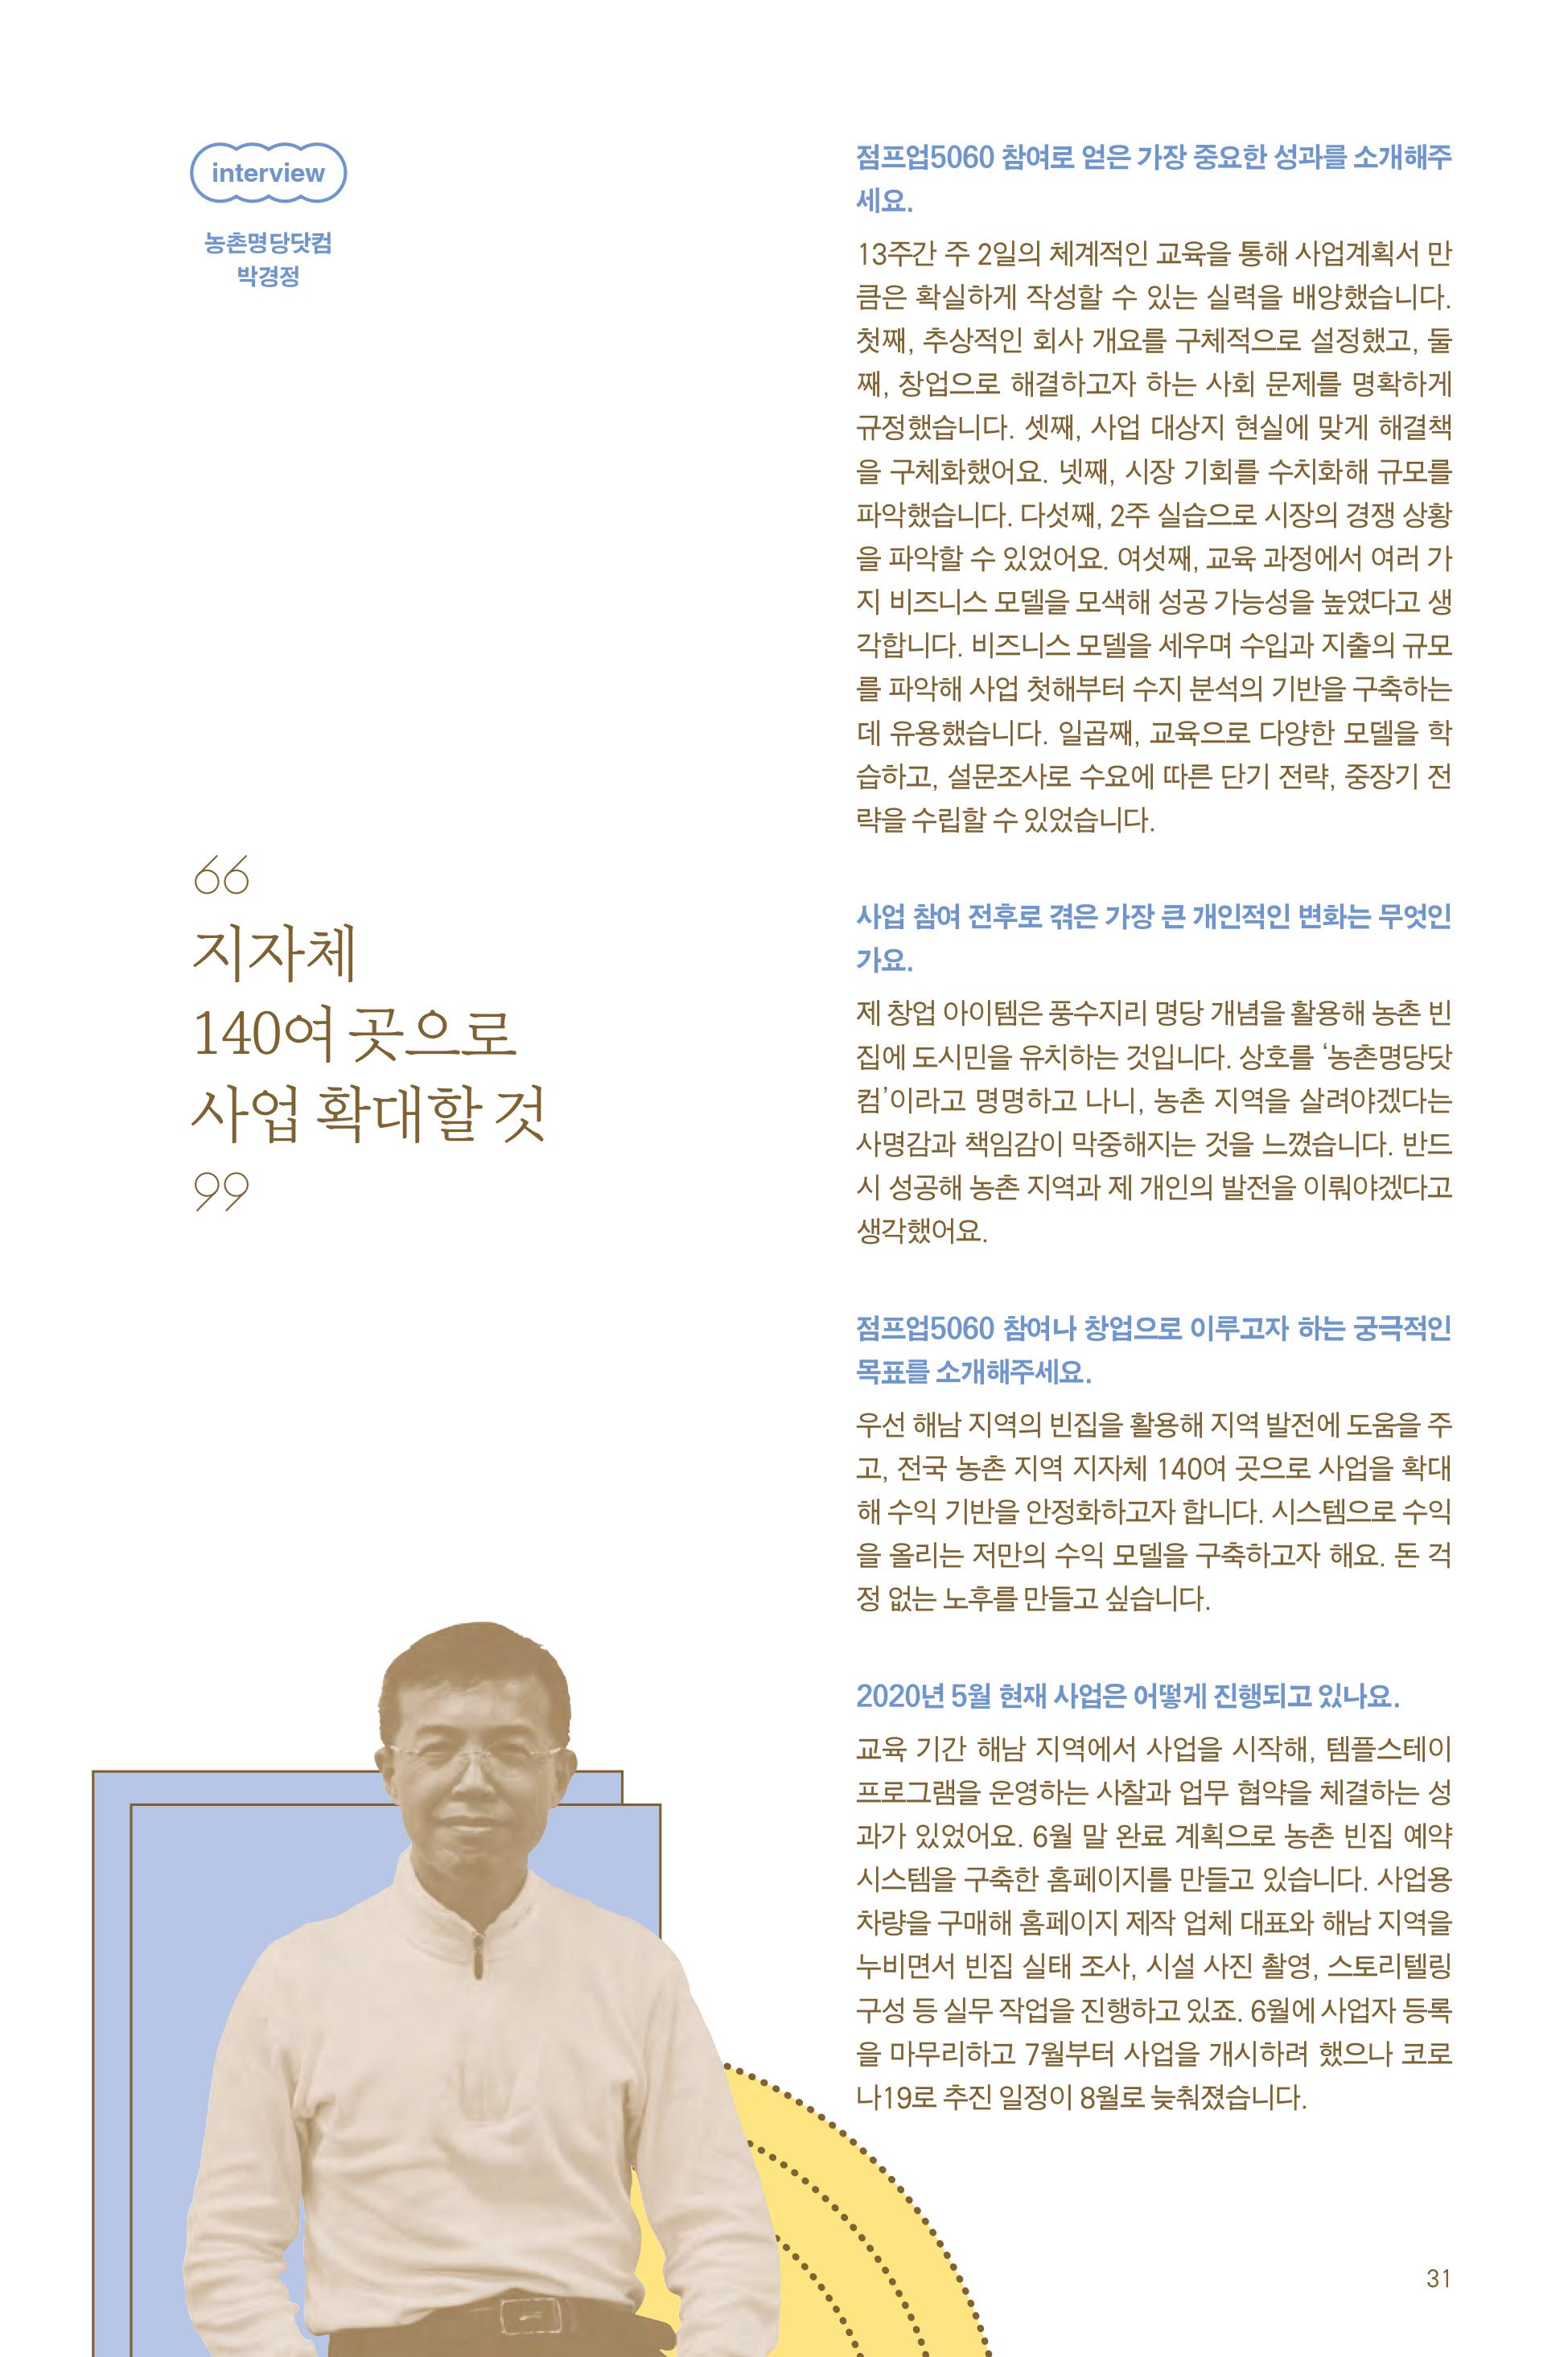 interview
농촌명당닷컴
박경정
“
지자체
140여 곳으로
사업 확대할 것
”
점프업5060 참여로 얻은 가장 중요한 성과를 소개해주
세요.
13주간 주 2일의 체계적인 교육을 통해 사업계획서 만
큼은 확실하게 작성할 수 있는 실력을 배양했습니다.
첫째, 추상적인 회사 개요를 구체적으로 설정했고, 둘
째, 창업으로 해결하고자 하는 사회 문제를 명확하게
규정했습니다. 셋째, 사업 대상지 현실에 맞게 해결책
을 구체화했어요. 넷째, 시장 기회를 수치화해 규모를
파악했습니다. 다섯째, 2주 실습으로 시장의 경쟁 상황
을 파악할 수 있었어요. 여섯째, 교육 과정에서 여러 가
지 비즈니스 모델을 모색해 성공 가능성을 높였다고 생
각합니다. 비즈니스 모델을 세우며 수입과 지출의 규모
를 파악해 사업 첫해부터 수지 분석의 기반을 구축하는
데 유용했습니다. 일곱째, 교육으로 다양한 모델을 학
습하고, 설문조사로 수요에 따른 단기 전략, 중장기 전
략을 수립할 수 있었습니다.
사업 참여 전후로 겪은 가장 큰 개인적인 변화는 무엇인
가요.
제 창업 아이템은 풍수지리 명당 개념을 활용해 농촌 빈
집에 도시민을 유치하는 것입니다. 상호를 ‘농촌명당닷
컴’이라고 명명하고 나니, 농촌 지역을 살려야겠다는
사명감과 책임감이 막중해지는 것을 느꼈습니다. 반드
시 성공해 농촌 지역과 제 개인의 발전을 이뤄야겠다고
생각했어요.
점프업5060 참여나 창업으로 이루고자 하는 궁극적인
목표를 소개해주세요.
우선 해남 지역의 빈집을 활용해 지역 발전에 도움을 주
고, 전국 농촌 지역 지자체 140여 곳으로 사업을 확대
해 수익 기반을 안정화하고자 합니다. 시스템으로 수익
을 올리는 저만의 수익 모델을 구축하고자 해요. 돈 걱
정 없는 노후를 만들고 싶습니다.
2020년 5월 현재 사업은 어떻게 진행되고 있나요.
교육 기간 해남 지역에서 사업을 시작해, 템플스테이
프로그램을 운영하는 사찰과 업무 협약을 체결하는 성
과가 있었어요. 6월 말 완료 계획으로 농촌 빈집 예약
시스템을 구축한 홈페이지를 만들고 있습니다. 사업용
차량을 구매해 홈페이지 제작 업체 대표와 해남 지역을
누비면서 빈집 실태 조사, 시설 사진 촬영, 스토리텔링
구성 등 실무 작업을 진행하고 있죠. 6월에 사업자 등록
을 마무리하고 7월부터 사업을 개시하려 했으나 코로
나19로 추진 일정이 8월로 늦춰졌습니다.
31